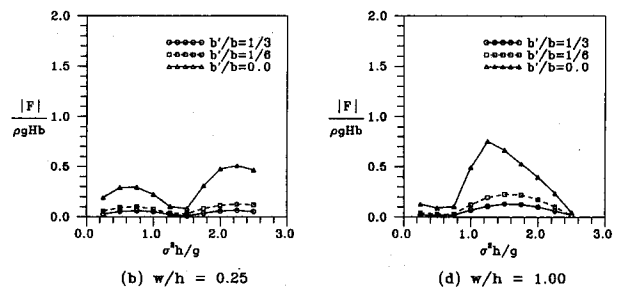 2.0
1.5
1.0
0.5
0.0
|F|
ρgHb
b'/b=1/3
b'/b=1/6
b'/b=0.0
0.0 1.0 2.0 3.0
σ²h/g
(b) w/h = 0.25
2.0
1.5
1.0
0.5
0.0
|F|
ρgHb
b'/b=1/3
b'/b=1/6
b'/b=0.0
0.0 1.0 2.0 3.0
σ²h/g
(d) w/h = 1.00